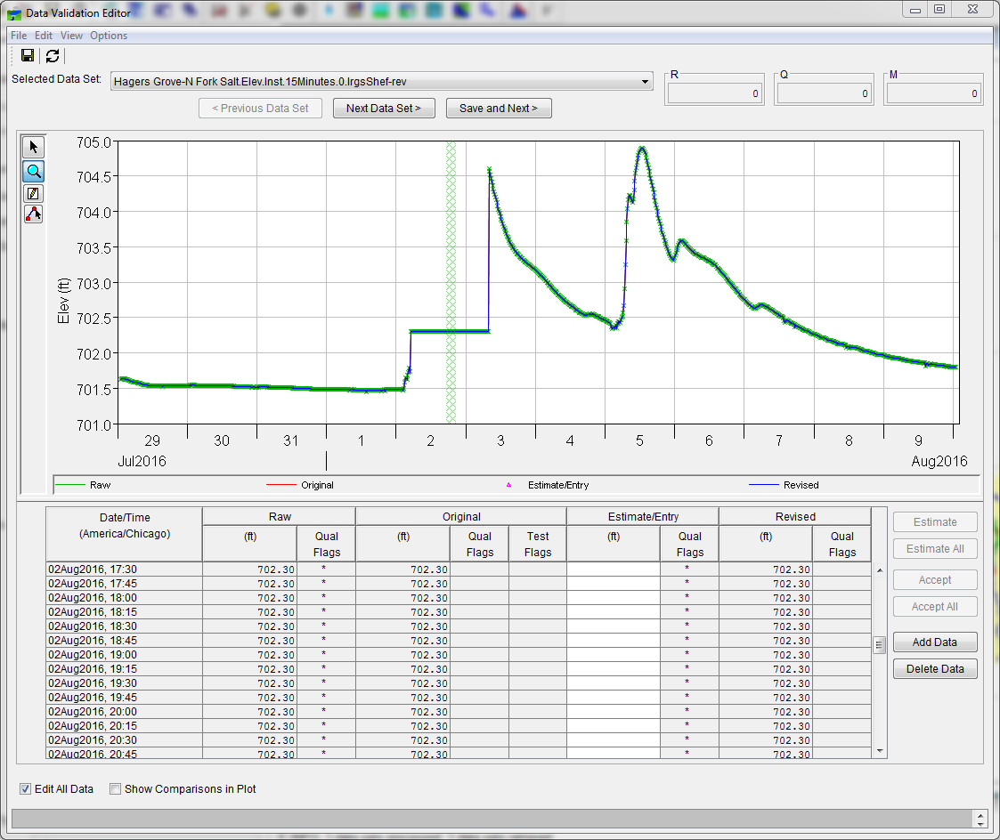 Data Validation Editor
File Edit View Options
Selected Data Set: Hagers Grove-N Fork Salt.Elev.Inst.15Minutes.0.lrgsShef-rev
R 0 Q 0 M 0
< Previous Data Set Next Data Set > Save and Next >
705.0
704.5
704.0
703.5
703.0
702.5
702.0
701.5
701.0
Elev (ft)
29 30 31 1 2 3 4 5 6 7 8 9
Jul2016 Aug2016
Raw Original Estimate/Entry Revised
Date/Time (America/Chicago) Raw Original Estimate/Entry Revised
(ft) Qual Flags (ft) Qual Flags Test Flags (ft) Qual Flags (ft) Qual Flags
02Aug2016, 17:30 702.30 * 702.30 * 702.30
02Aug2016, 17:45 702.30 * 702.30 * 702.30
02Aug2016, 18:00 702.30 * 702.30 * 702.30
02Aug2016, 18:15 702.30 * 702.30 * 702.30
02Aug2016, 18:30 702.30 * 702.30 * 702.30
02Aug2016, 18:45 702.30 * 702.30 * 702.30
02Aug2016, 19:00 702.30 * 702.30 * 702.30
02Aug2016, 19:15 702.30 * 702.30 * 702.30
02Aug2016, 19:30 702.30 * 702.30 * 702.30
02Aug2016, 19:45 702.30 * 702.30 * 702.30
02Aug2016, 20:00 702.30 * 702.30 * 702.30
02Aug2016, 20:15 702.30 * 702.30 * 702.30
02Aug2016, 20:30 702.30 * 702.30 * 702.30
02Aug2016, 20:45 702.30 * 702.30 * 702.30
Estimate
Estimate All
Accept
Accept All
Add Data
Delete Data
Edit All Data Show Comparisons in Plot